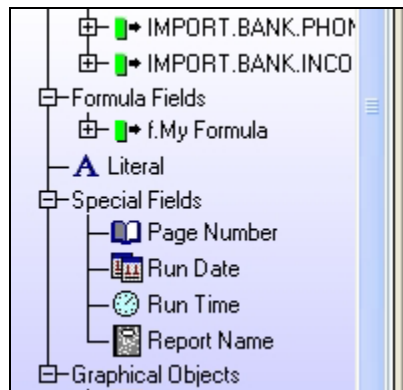 IMPORT.BANK.PHON
IMPORT.BANK.INCO
Formula Fields
f.My Formula
A Literal
Special Fields
Page Number
Run Date
Run Time
Report Name
Graphical Objects